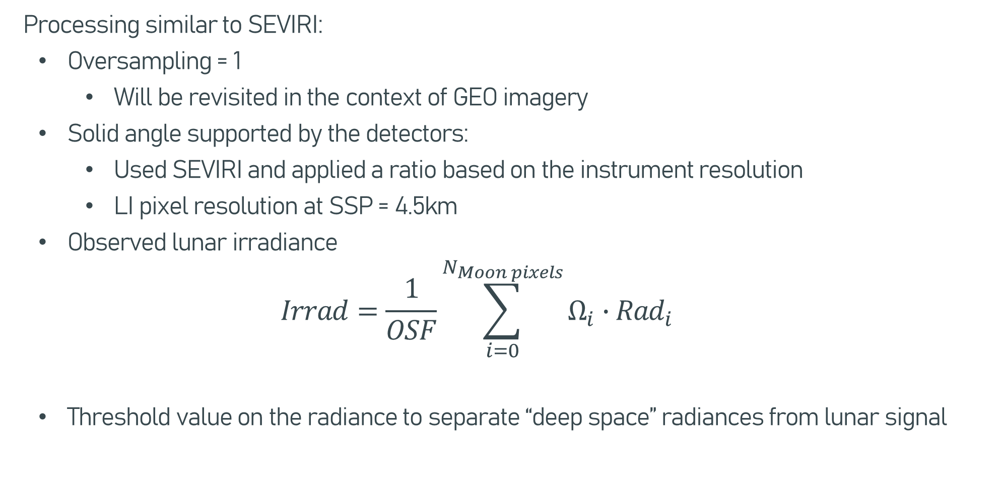 Processing similar to SEVIRI:
• Oversampling = 1
• Will be revisited in the context of GEO imagery
• Solid angle supported by the detectors:
• Used SEVIRI and applied a ratio based on the instrument resolution
• LI pixel resolution at SSP = 4.5km
• Observed lunar irradiance
Irrad = \frac{1}{OSF} \sum_{i=0}^{N_{Moon pixels}} Ω_i · Rad_i
• Threshold value on the radiance to separate “deep space” radiances from lunar signal